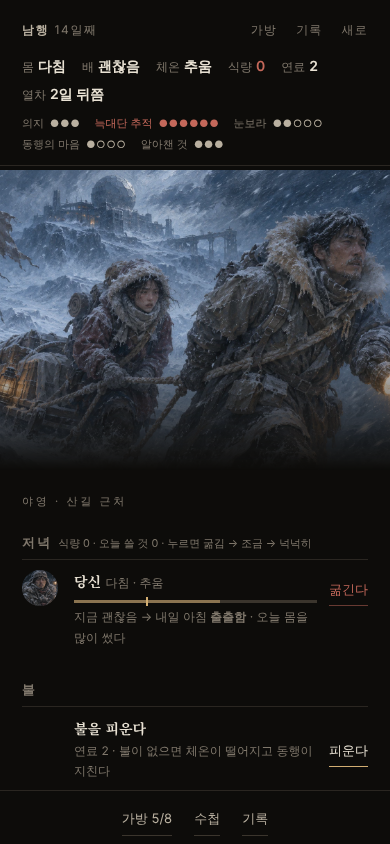 남행 14일째 가방 기록 새로
몸 다침 배 괜찮음 체온 추움 식량 0 연료 2
열차 2일 뒤쯤
의지 ●●● 늑대단 추적 ●●●●●● 눈보라 ●●○○○
동행의 마음 ●○○○ 알아챈 것 ●●●
야영 · 산길 근처
저녁 식량 0 · 오늘 쓸 것 0 · 누르면 굶김 → 조금 → 넉넉히
당신 다침 · 추움
굶긴다
지금 괜찮음 → 내일 아침 출출함 · 오늘 몸을
많이 썼다
불
불을 피운다
연료 2 · 불이 없으면 체온이 떨어지고 동행이
지친다
피운다
가방 5/8 수첩 기록